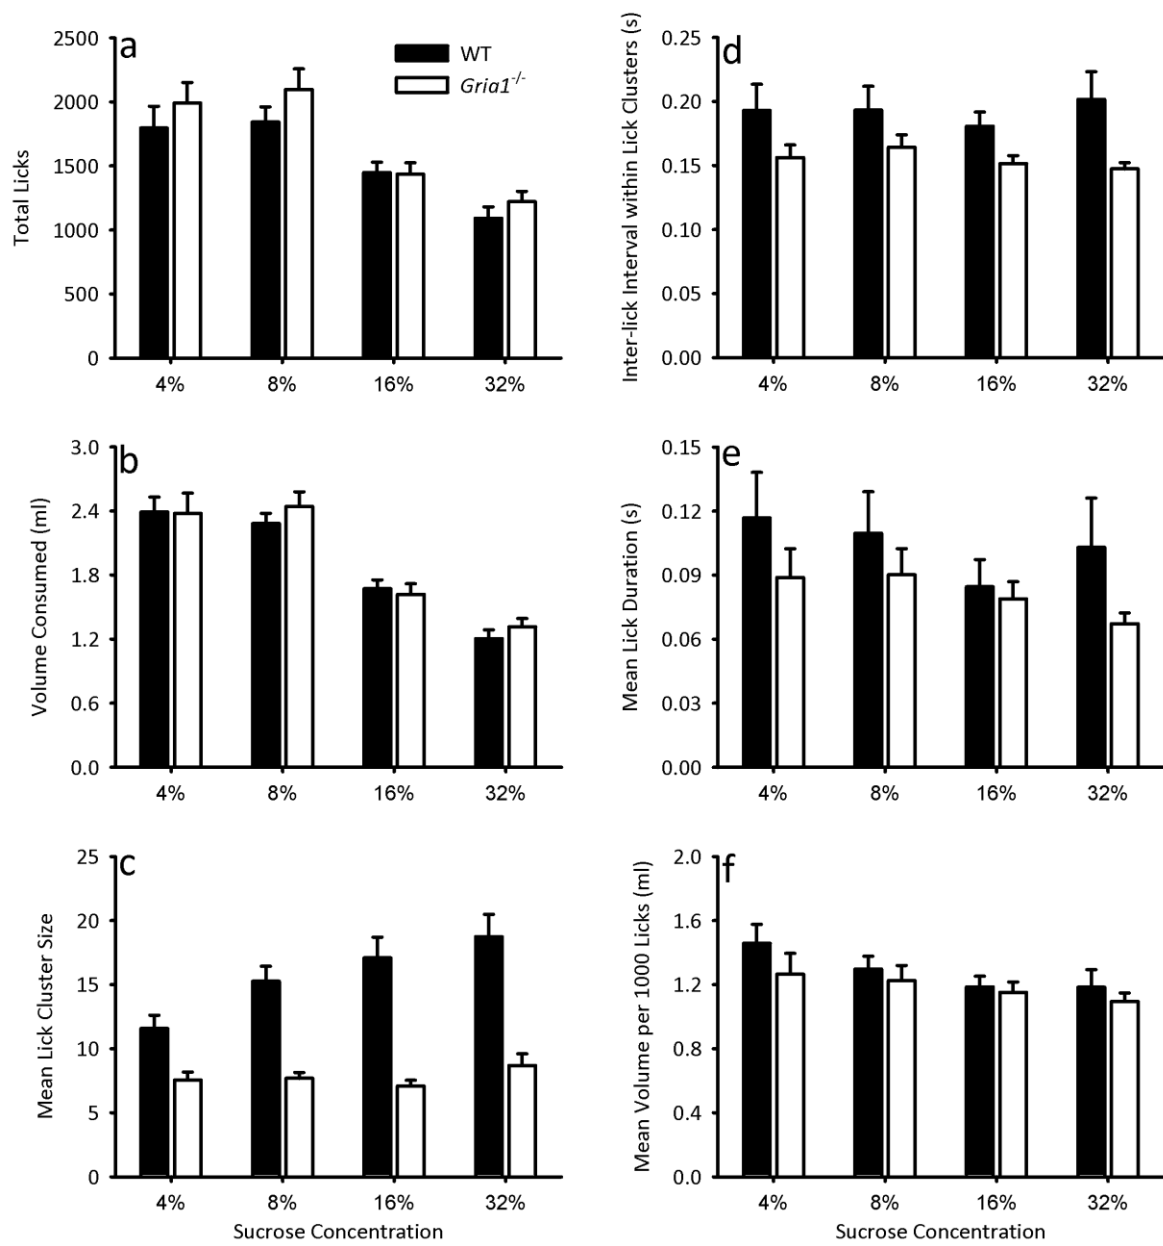 a
2500
2000
1500
1000
500
0
Total Licks
WT
Gria1-/-
4% 8% 16% 32%
d
0.25
0.20
0.15
0.10
0.05
0.00
Inter-lick Interval within Lick Clusters (s)
4% 8% 16% 32%
b
3.0
2.4
1.8
1.2
0.6
0.0
Volume Consumed (ml)
4% 8% 16% 32%
e
0.15
0.12
0.09
0.06
0.03
0.00
Mean Lick Duration (s)
4% 8% 16% 32%
c
25
20
15
10
5
0
Mean Lick Cluster Size
4% 8% 16% 32%
Sucrose Concentration
f
2.0
1.6
1.2
0.8
0.4
0.0
Mean Volume per 1000 Licks (ml)
4% 8% 16% 32%
Sucrose Concentration